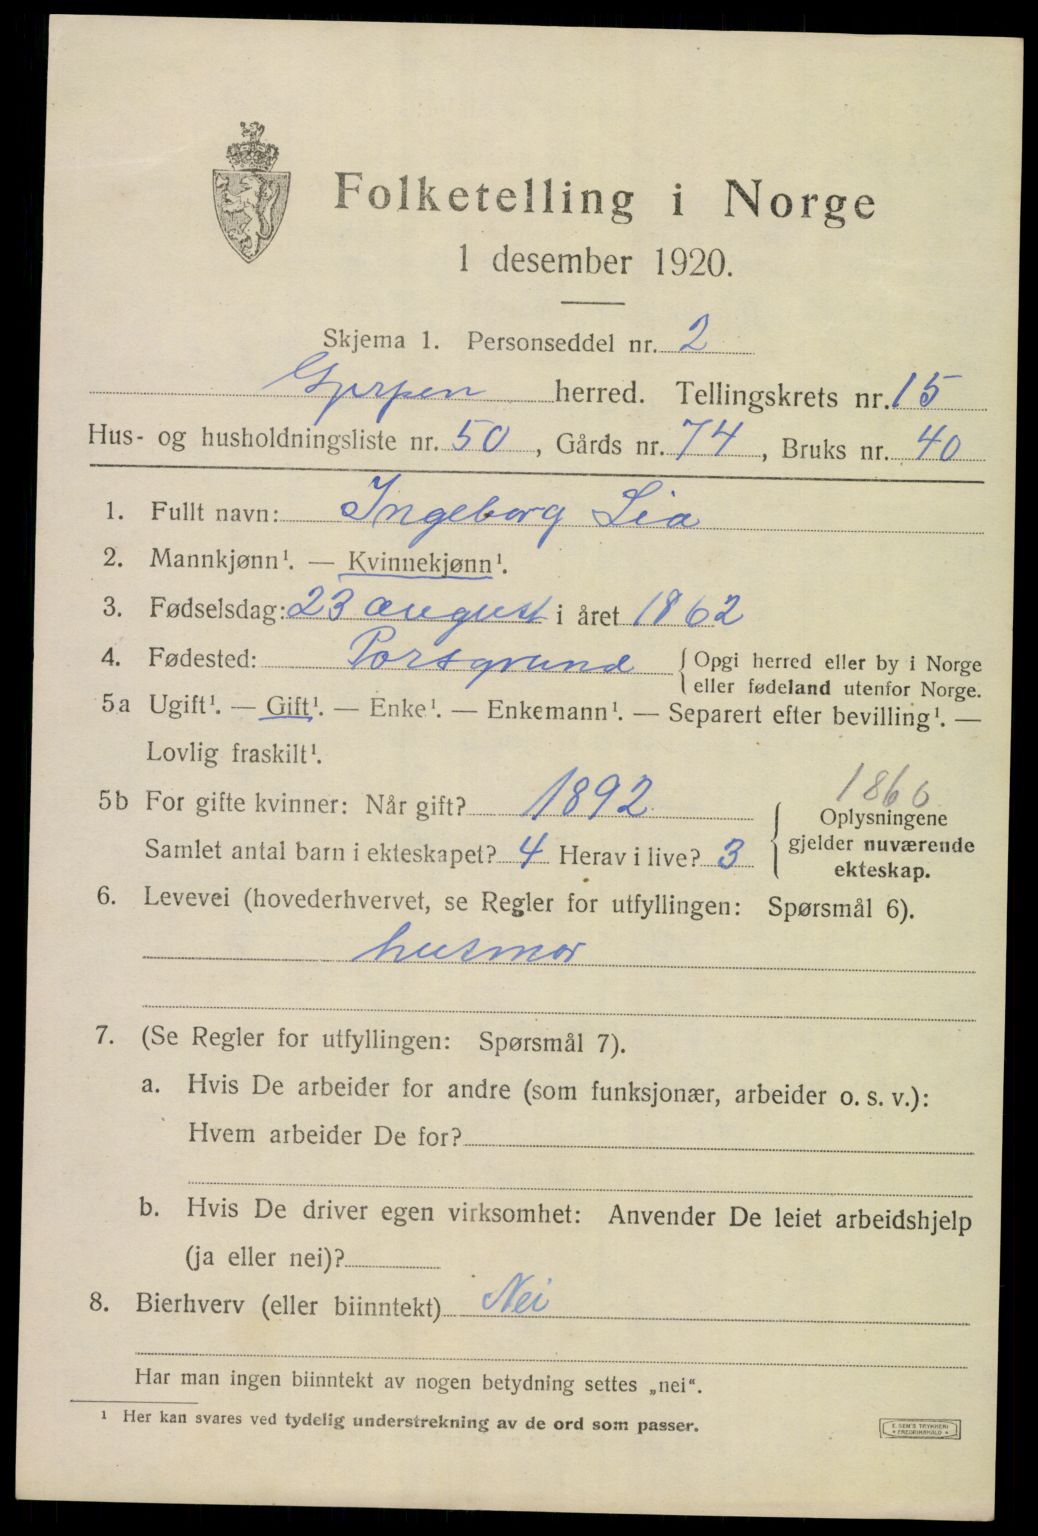 Folketelling i Norge
1 desember 1920.
Skjema 1. Personseddel nr. 2
Gjerpen herred. Tellingskrets nr. 15
Hus- og husholdningsliste nr. 50, Gårds nr. 74, Bruks nr. 40
1. Fullt navn: Ingeborg Lia
2. Mannkjønn¹. — Kvinnekjønn¹.
3. Fødselsdag: 23 august i året 1862
4. Fødested: Porsgrund { Opgi herred eller by i Norge
eller fødeland utenfor Norge.
5a Ugift¹. — Gift¹. — Enke¹. — Enkemann¹. — Separert efter bevilling¹. —
Lovlig fraskilt¹.
5b For gifte kvinner: Når gift? 1892
Samlet antal barn i ekteskapet? 4 Herav i live? 3
1860
Oplysningene
gjelder nuværende
ekteskap.
6. Levevei (hovederhvervet, se Regler for utfyllingen: Spørsmål 6).
husmor
7. (Se Regler for utfyllingen: Spørsmål 7).
a. Hvis De arbeider for andre (som funksjonær, arbeider o. s. v.):
Hvem arbeider De for?
b. Hvis De driver egen virksomhet: Anvender De leiet arbeidshjelp
(ja eller nei)?
8. Bierhverv (eller biinntekt) Nei
Har man ingen biinntekt av nogen betydning settes „nei“.
¹ Her kan svares ved tydelig understrekning av de ord som passer.
E. SEM'S TRYKKERI
FREDRIKSHALD